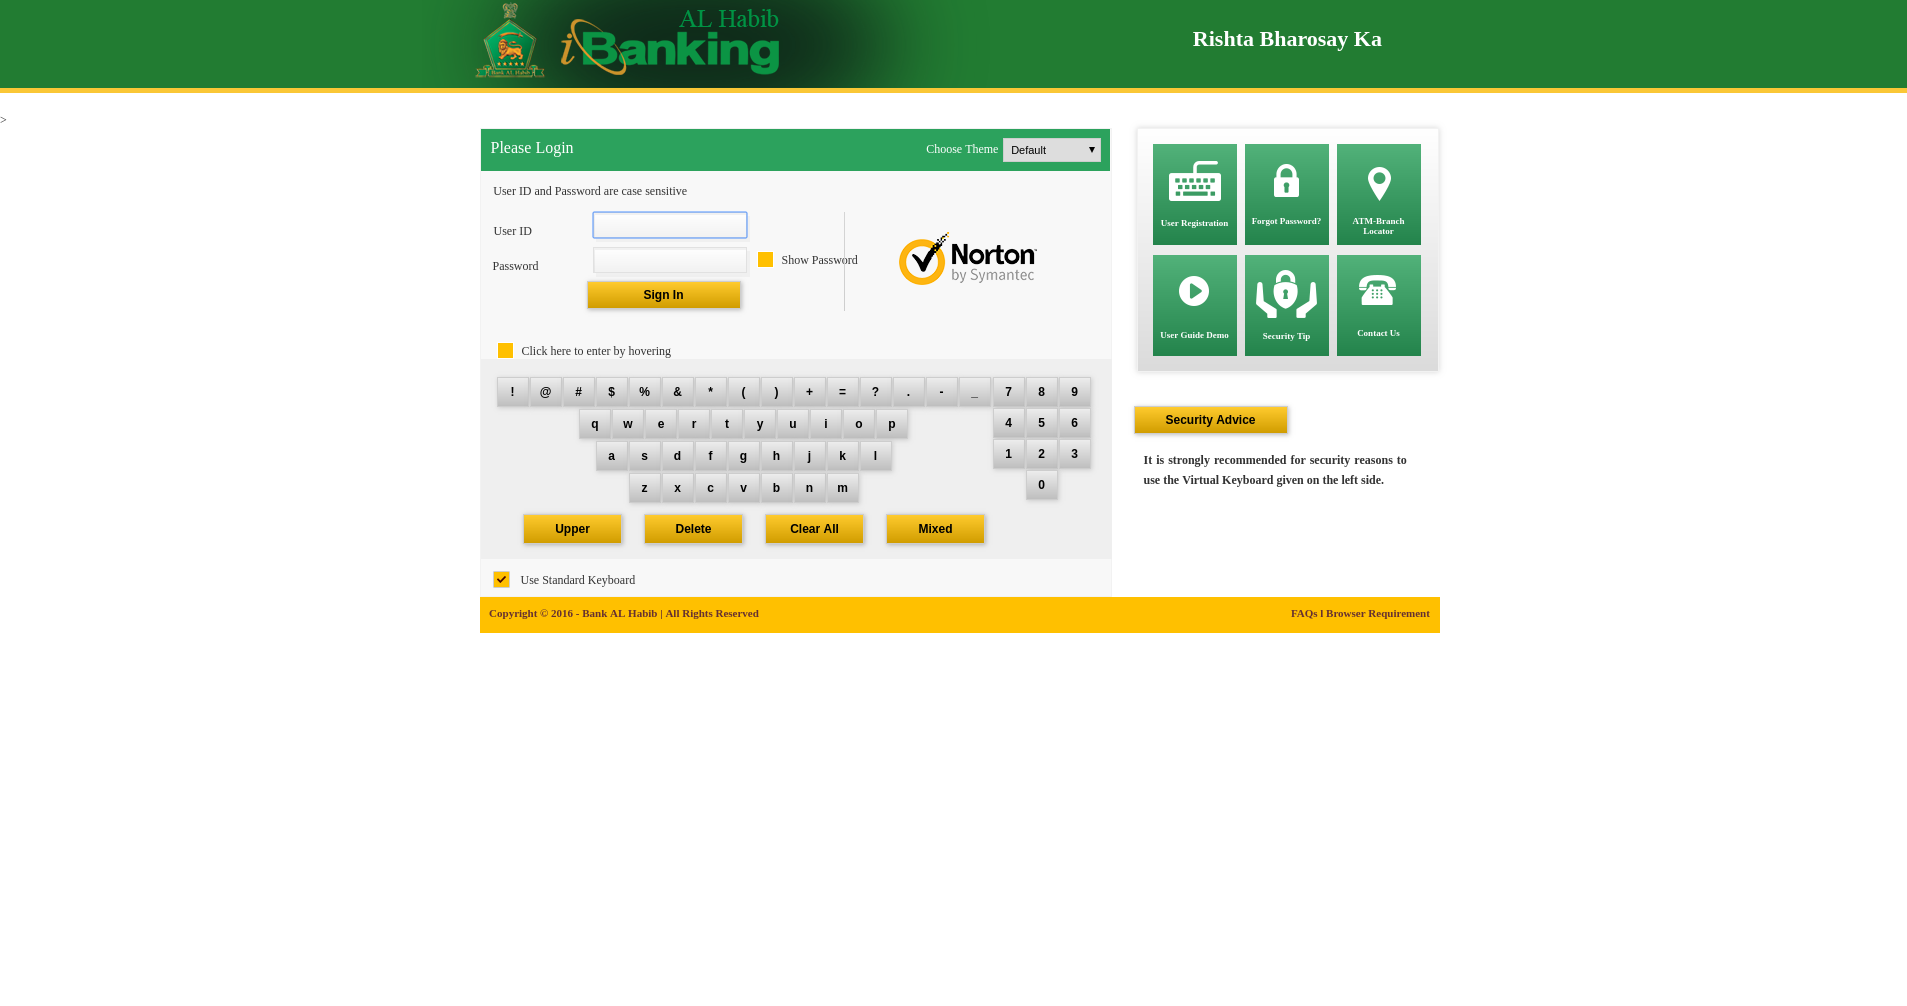 AL Habib
iBanking
Bank AL Habib
Rishta Bharosay Ka
>
Please Login
Choose Theme Default ▼
User ID and Password are case sensitive
User ID
Password
Show Password
Sign In
Norton
by Symantec
Click here to enter by hovering
! @ # $ % & * ( ) + = ? . - _ 7 8 9
q w e r t y u i o p 4 5 6
a s d f g h j k l 1 2 3
z x c v b n m 0
Upper Delete Clear All Mixed
Use Standard Keyboard
User Registration
Forgot Password?
ATM-Branch
Locator
User Guide Demo
Security Tip
Contact Us
Security Advice
It is strongly recommended for security reasons to
use the Virtual Keyboard given on the left side.
Copyright © 2016 - Bank AL Habib | All Rights Reserved
FAQs l Browser Requirement